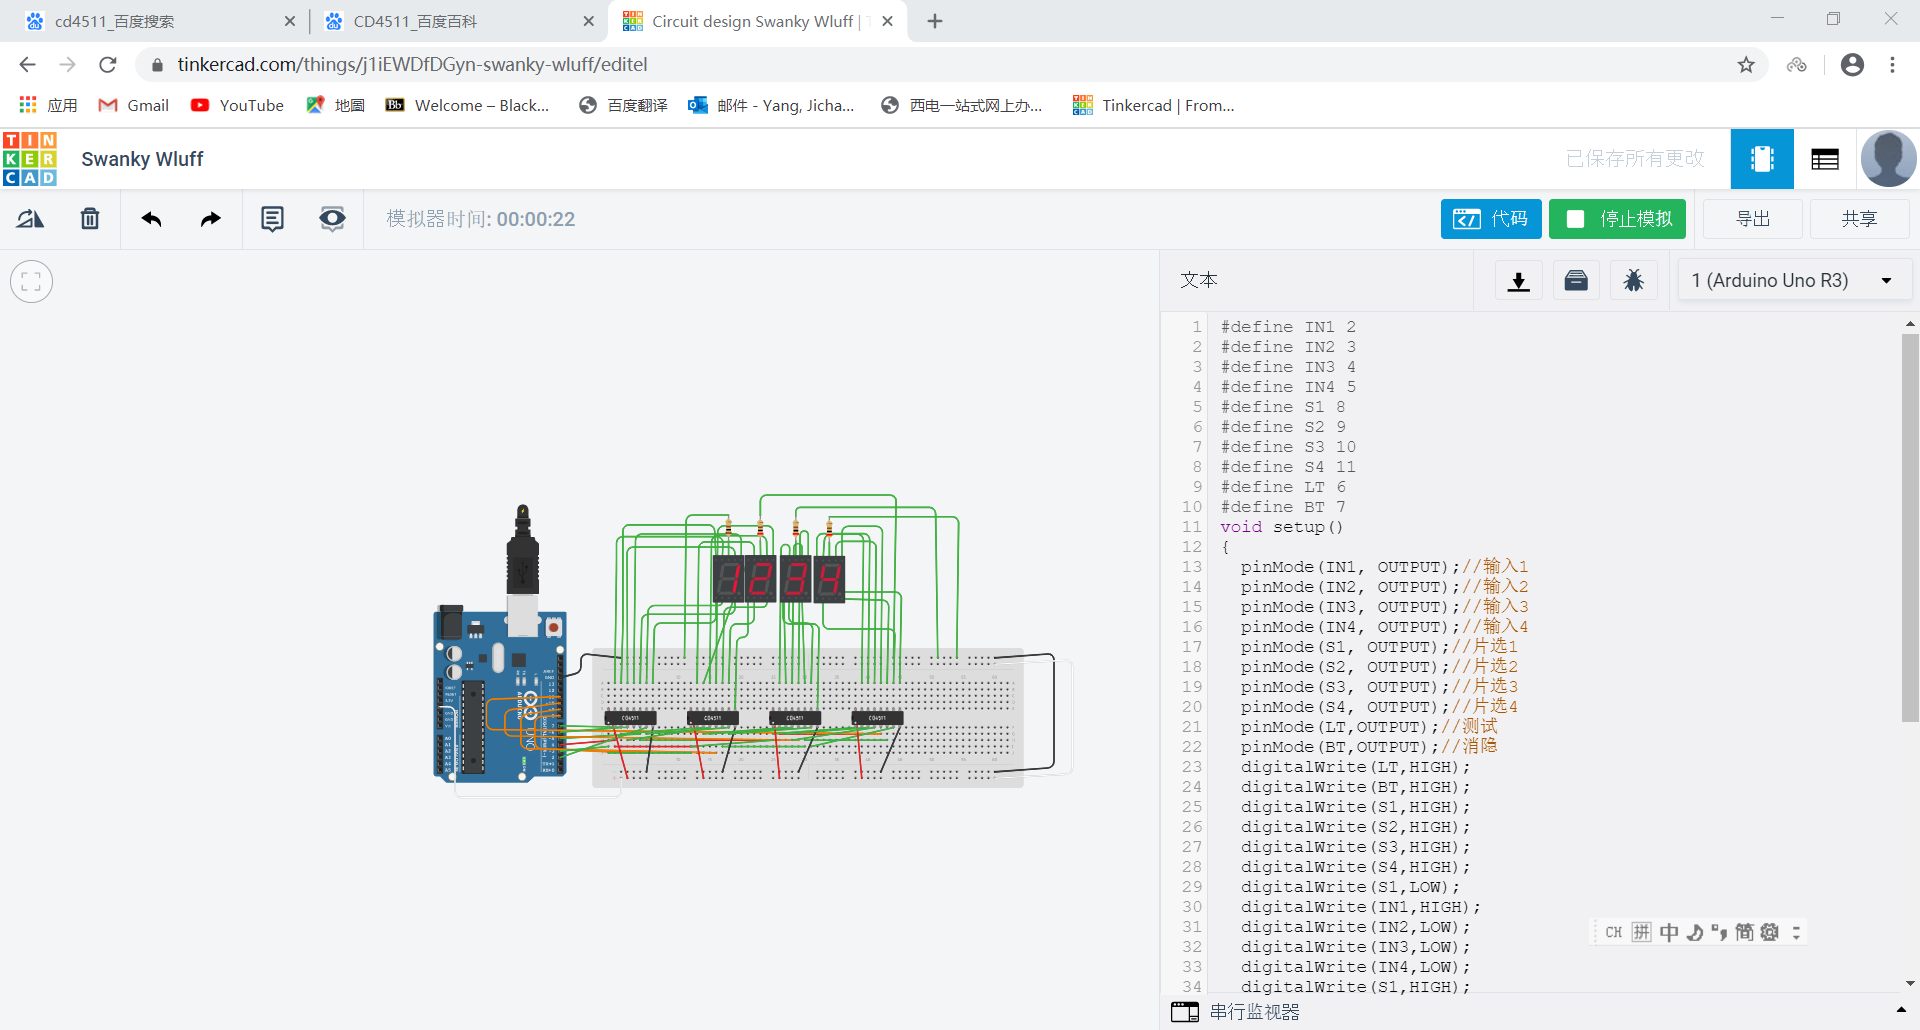 cd4511_百度搜索
CD4511_百度百科
Circuit design Swanky Wluff | T
tinkercad.com/things/j1iEWDfDGyn-swanky-wluff/editel
应用
Gmail
YouTube
地圖
Bb
Welcome – Black...
百度翻译
邮件 - Yang, Jicha...
西电一站式网上办...
Tinkercad | From...
TIN
KER
CAD
Swanky Wluff
已保存所有更改
模拟器时间: 00:00:22
代码
停止模拟
导出
共享
文本
1 (Arduino Uno R3)
1 #define IN1 2
2 #define IN2 3
3 #define IN3 4
4 #define IN4 5
5 #define S1 8
6 #define S2 9
7 #define S3 10
8 #define S4 11
9 #define LT 6
10 #define BT 7
11 void setup()
12 {
13 pinMode(IN1, OUTPUT);//输入1
14 pinMode(IN2, OUTPUT);//输入2
15 pinMode(IN3, OUTPUT);//输入3
16 pinMode(IN4, OUTPUT);//输入4
17 pinMode(S1, OUTPUT);//片选1
18 pinMode(S2, OUTPUT);//片选2
19 pinMode(S3, OUTPUT);//片选3
20 pinMode(S4, OUTPUT);//片选4
21 pinMode(LT,OUTPUT);//测试
22 pinMode(BT,OUTPUT);//消隐
23 digitalWrite(LT,HIGH);
24 digitalWrite(BT,HIGH);
25 digitalWrite(S1,HIGH);
26 digitalWrite(S2,HIGH);
27 digitalWrite(S3,HIGH);
28 digitalWrite(S4,HIGH);
29 digitalWrite(S1,LOW);
30 digitalWrite(IN1,HIGH);
31 digitalWrite(IN2,LOW);
32 digitalWrite(IN3,LOW);
33 digitalWrite(IN4,LOW);
34 digitalWrite(S1,HIGH);
1234
CD4511
CD4511
CD4511
CD4511
UNO
CH 拼 中 简
串行监视器